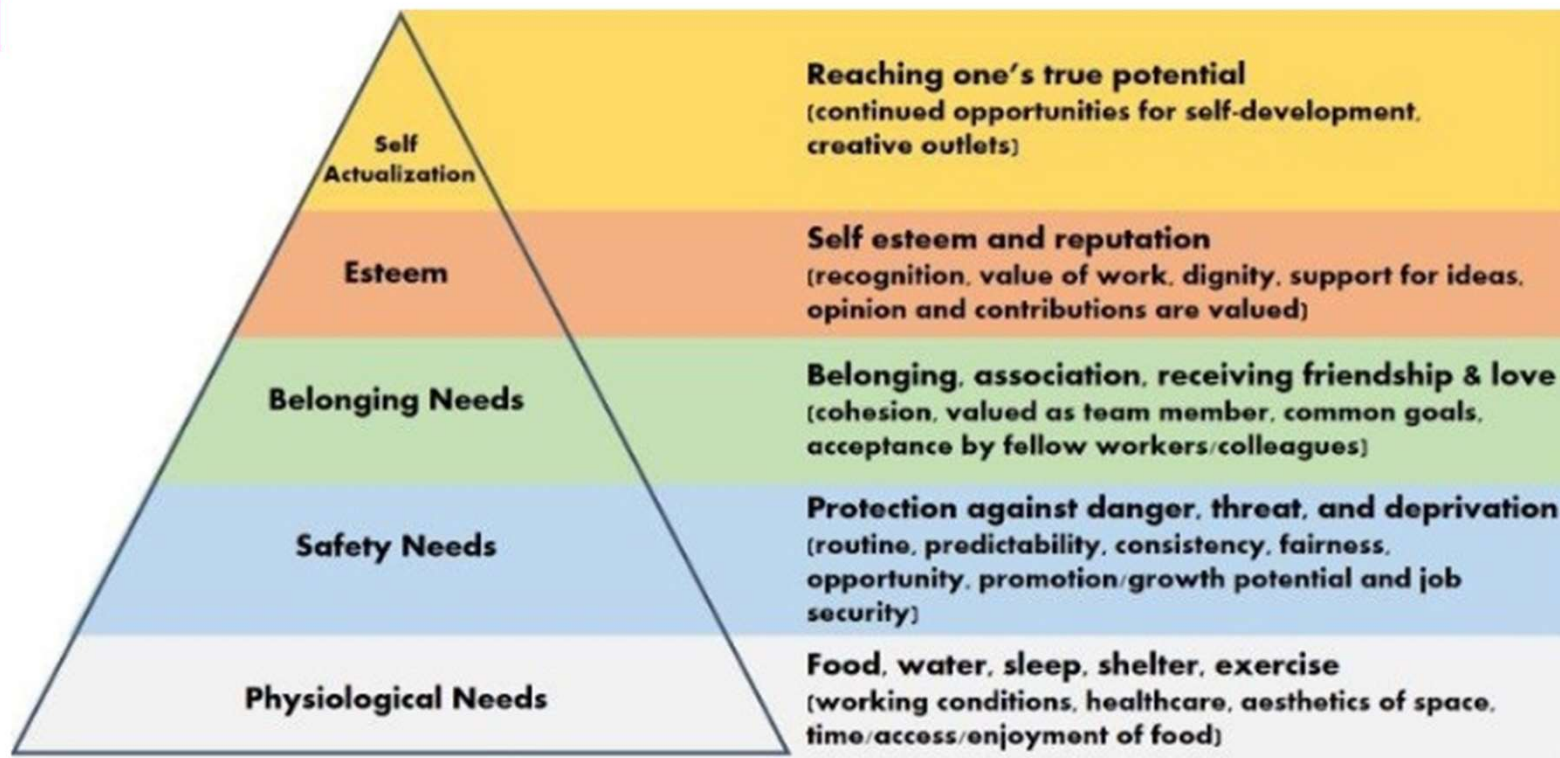 Self
Actualization
Reaching one's true potential
(continued opportunities for self-development,
creative outlets)
Esteem
Self esteem and reputation
(recognition, value of work, dignity, support for ideas,
opinion and contributions are valued)
Belonging Needs
Belonging, association, receiving friendship & love
(cohesion, valued as team member, common goals,
acceptance by fellow workers/colleagues)
Safety Needs
Protection against danger, threat, and deprivation
(routine, predictability, consistency, fairness,
opportunity, promotion/growth potential and job
security)
Physiological Needs
Food, water, sleep, shelter, exercise
(working conditions, healthcare, aesthetics of space,
time/access/enjoyment of food)